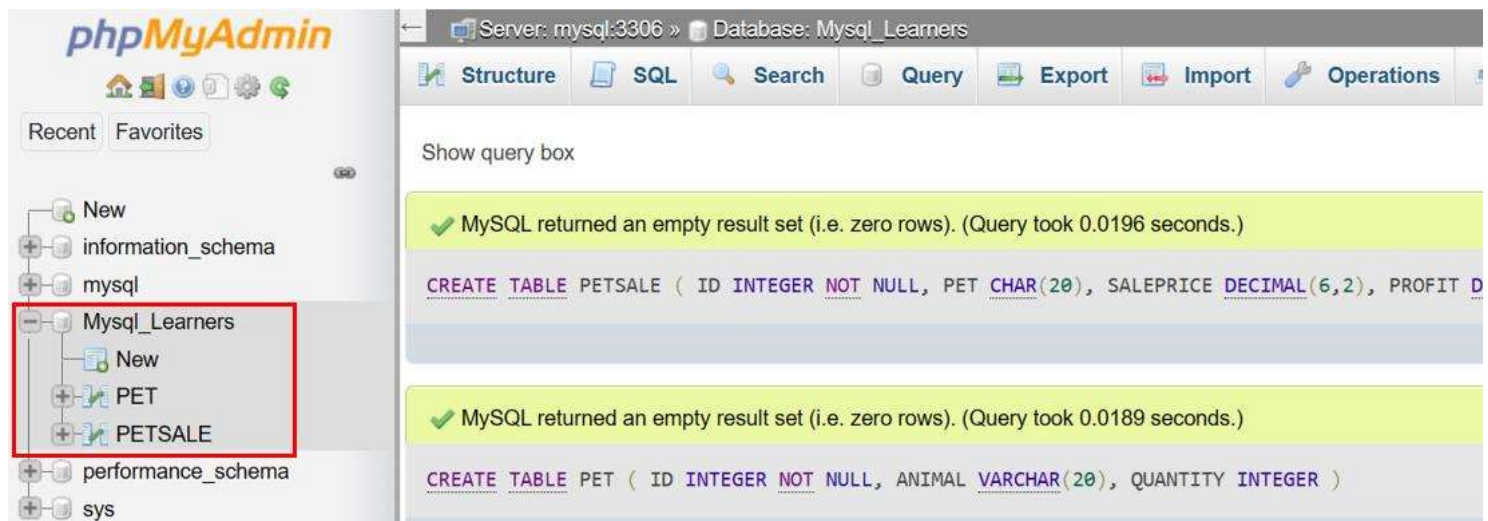 phpMyAdmin
Recent Favorites
New
information_schema
mysql
Mysql_Learners
New
PET
PETSALE
performance_schema
sys
Server: mysql:3306 » Database: Mysql_Learners
Structure SQL Search Query Export Import Operations
Show query box
MySQL returned an empty result set (i.e. zero rows). (Query took 0.0196 seconds.)
CREATE TABLE PETSALE ( ID INTEGER NOT NULL, PET CHAR(20), SALEPRICE DECIMAL(6,2), PROFIT D
MySQL returned an empty result set (i.e. zero rows). (Query took 0.0189 seconds.)
CREATE TABLE PET ( ID INTEGER NOT NULL, ANIMAL VARCHAR(20), QUANTITY INTEGER )